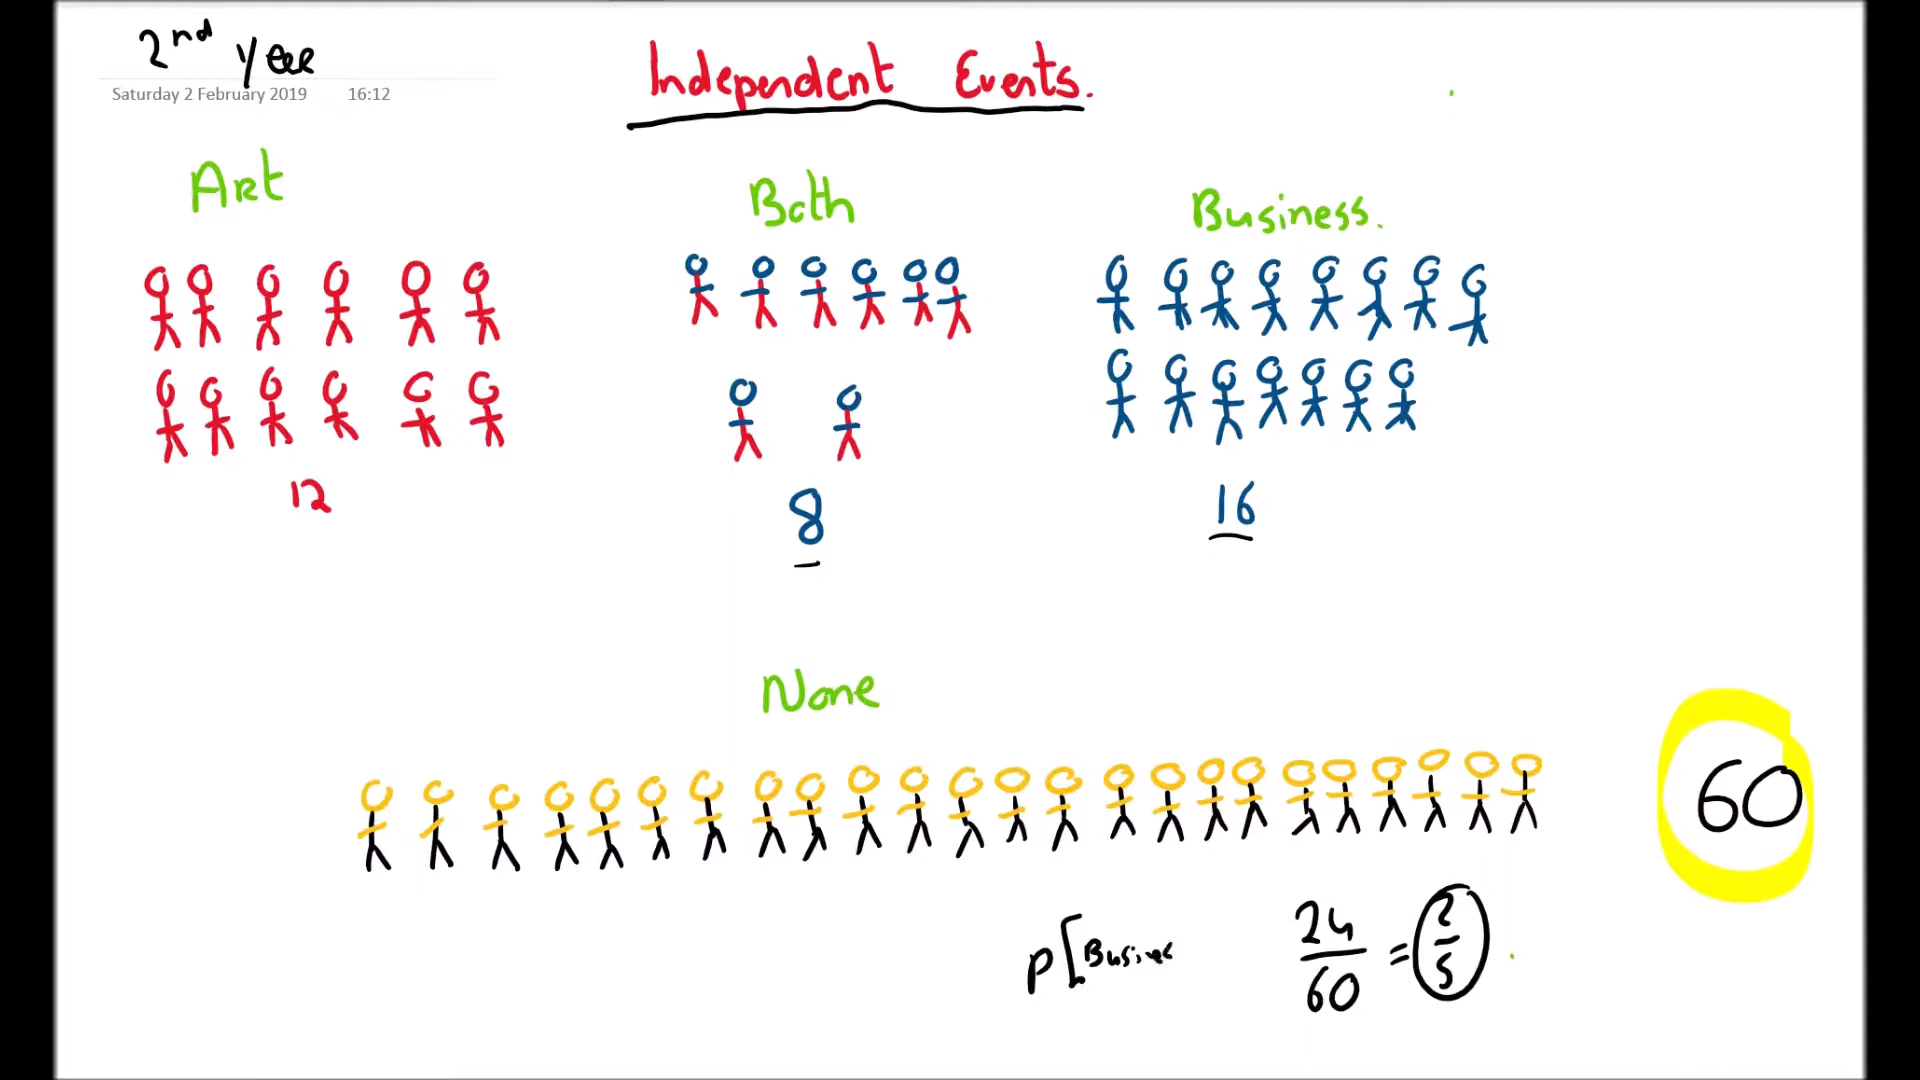 2nd year
Saturday 2 February 2019 16:12
Independent Events.
Art
Both
Business.
12
8
16
None
60
P[Busines
24
60
=
2
5